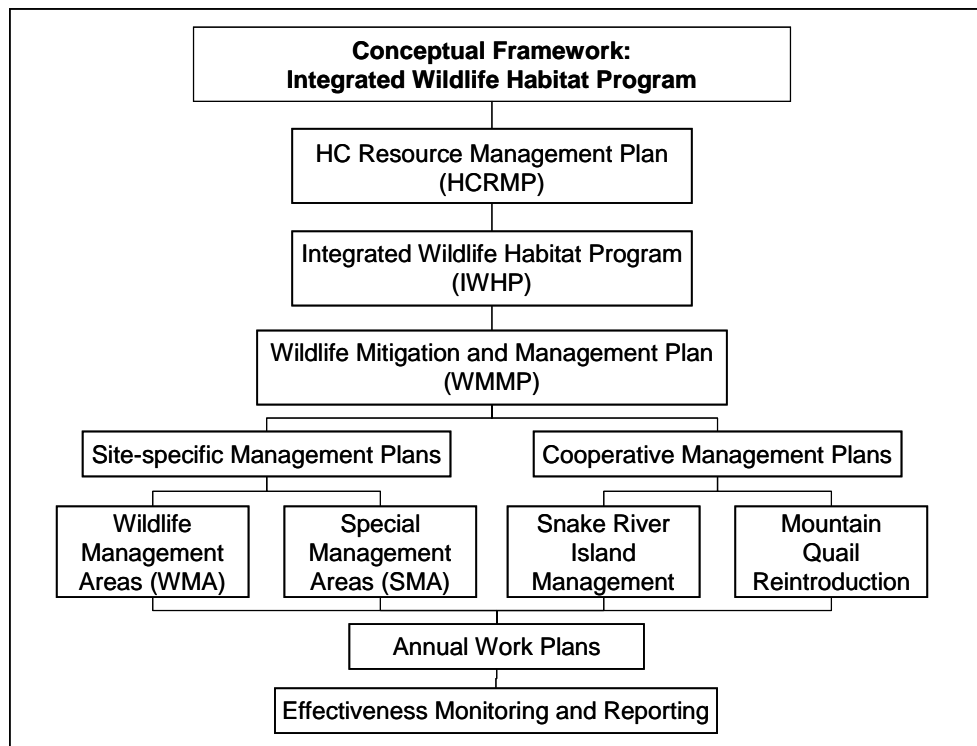 Conceptual Framework:
Integrated Wildlife Habitat Program
HC Resource Management Plan
(HCRMP)
Integrated Wildlife Habitat Program
(IWHP)
Wildlife Mitigation and Management Plan
(WMMP)
Site-specific Management Plans
Cooperative Management Plans
Wildlife
Management
Areas (WMA)
Special
Management
Areas (SMA)
Snake River
Island
Management
Mountain
Quail
Reintroduction
Annual Work Plans
Effectiveness Monitoring and Reporting